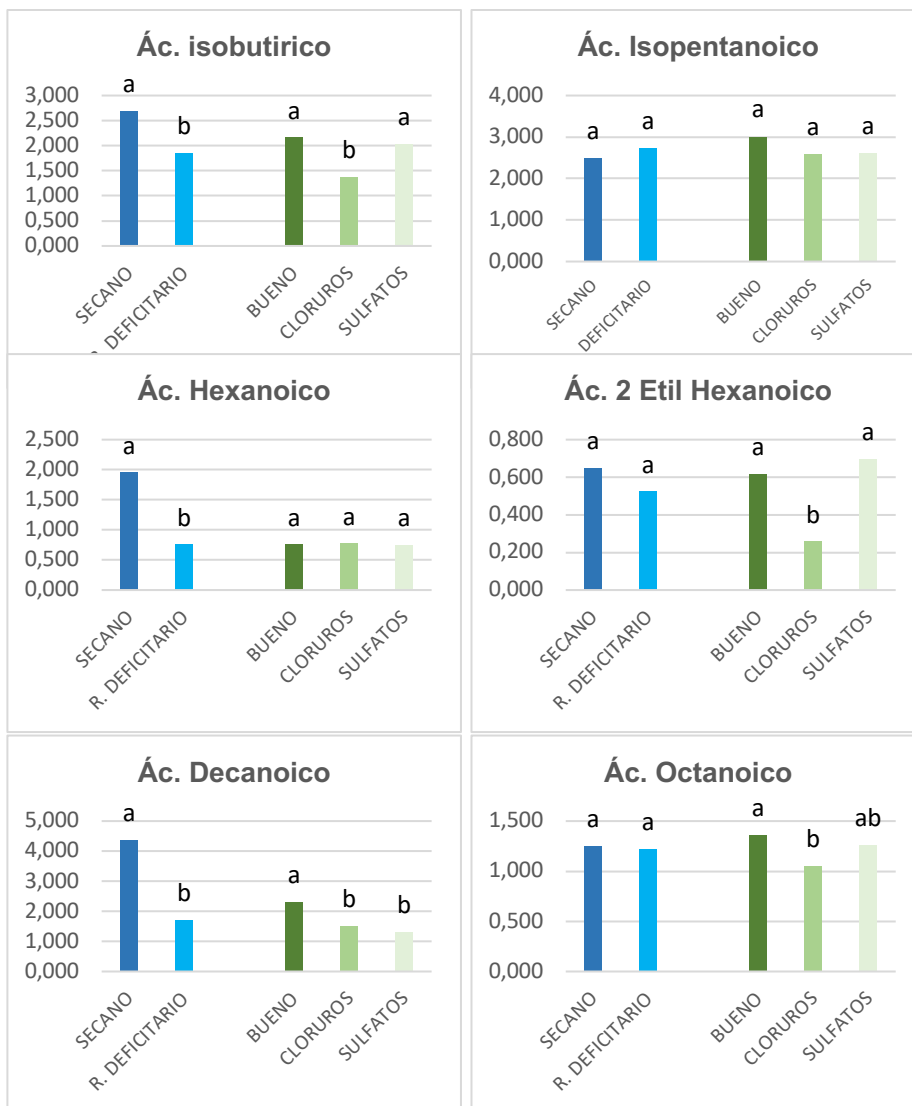 Ác. isobutirico
a
b
a
b
a
3,000
2,500
2,000
1,500
1,000
0,500
0,000
SECANO
R. DEFICITARIO
BUENO
CLORUROS
SULFATOS
Ác. Isopentanoico
a
a
a
a
a
4,000
3,000
2,000
1,000
0,000
SECANO
DEFICITARIO
BUENO
CLORUROS
SULFATOS
Ác. Hexanoico
a
b
a
a
a
2,500
2,000
1,500
1,000
0,500
0,000
SECANO
R. DEFICITARIO
BUENO
CLORUROS
SULFATOS
Ác. 2 Etil Hexanoico
a
a
a
b
a
0,800
0,600
0,400
0,200
0,000
SECANO
R. DEFICITARIO
BUENO
CLORUROS
SULFATOS
Ác. Decanoico
a
b
a
b
b
5,000
4,000
3,000
2,000
1,000
0,000
SECANO
R. DEFICITARIO
BUENO
CLORUROS
SULFATOS
Ác. Octanoico
a
a
a
b
ab
1,500
1,000
0,500
0,000
SECANO
R. DEFICITARIO
BUENO
CLORUROS
SULFATOS